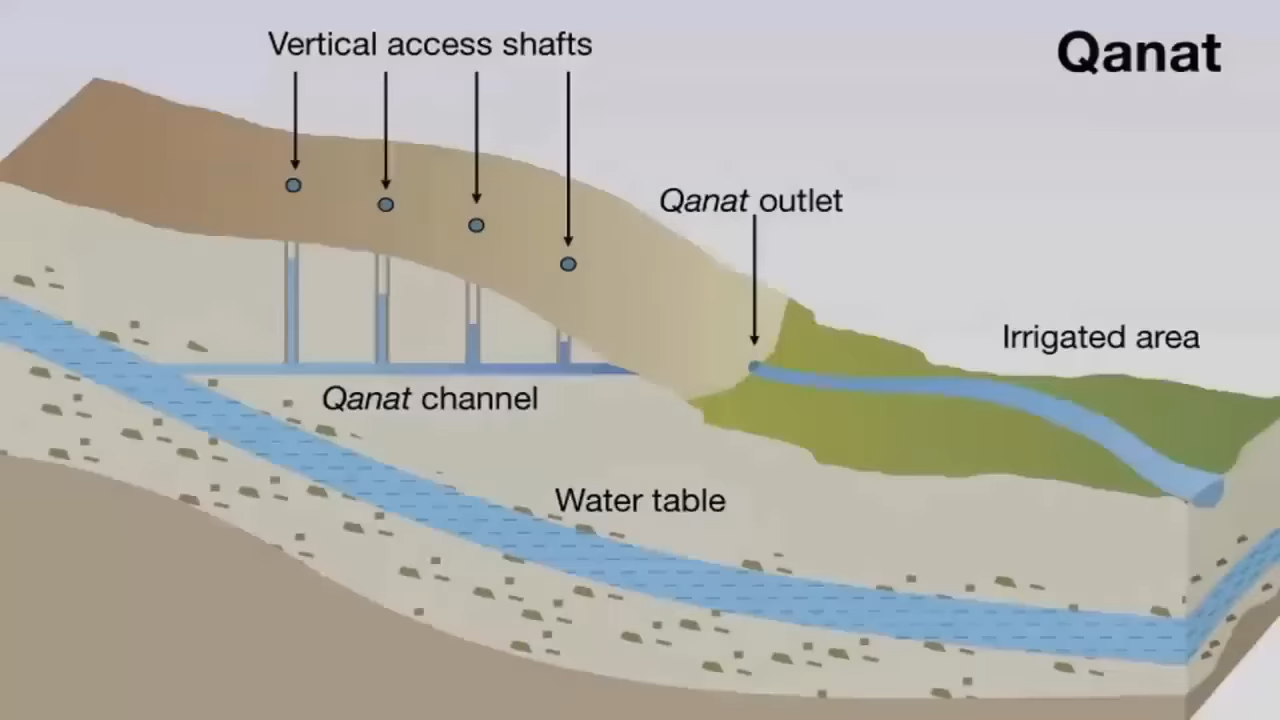 Qanat
Vertical access shafts
Qanat outlet
Irrigated area
Qanat channel
Water table